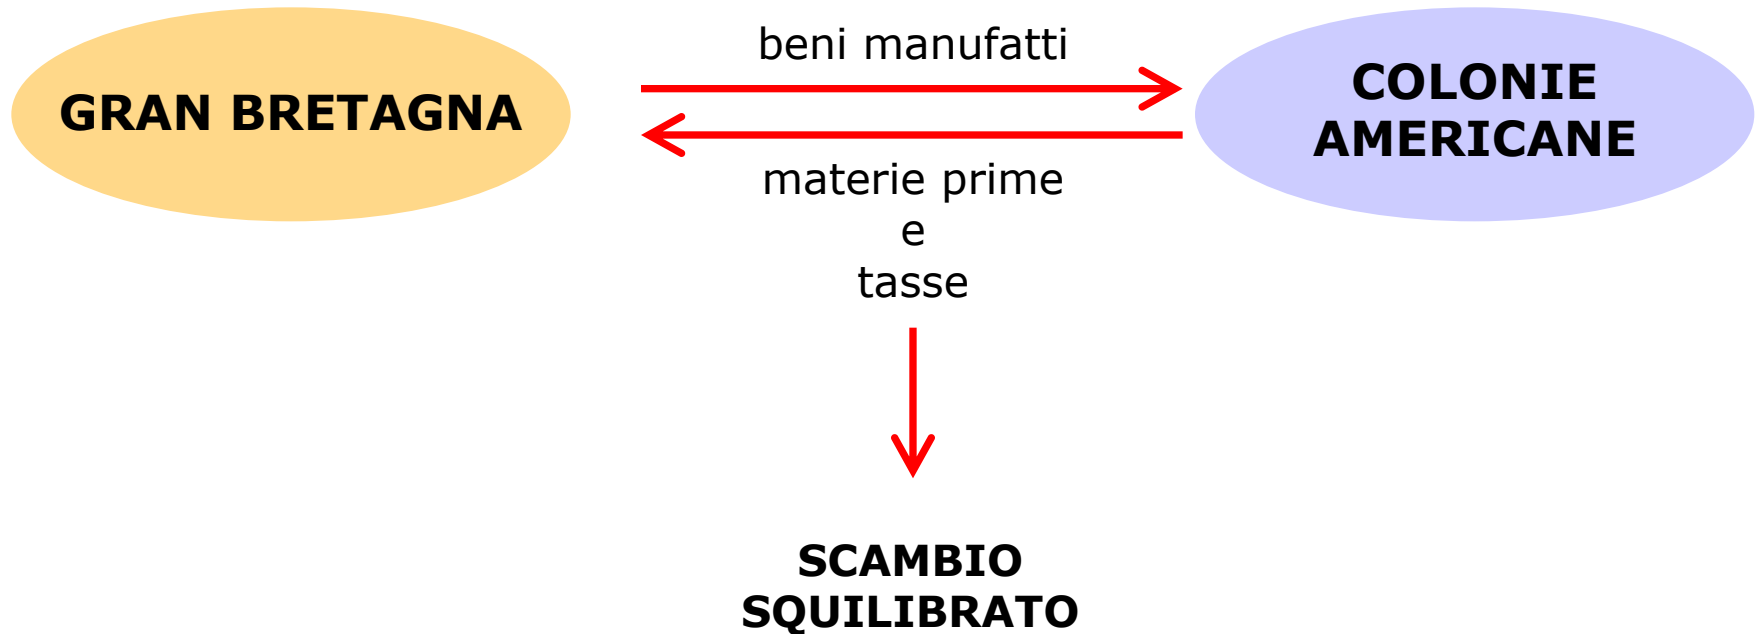 GRAN BRETAGNA
beni manufatti
COLONIE
AMERICANE
materie prime
e
tasse
SCAMBIO
SQUILIBRATO